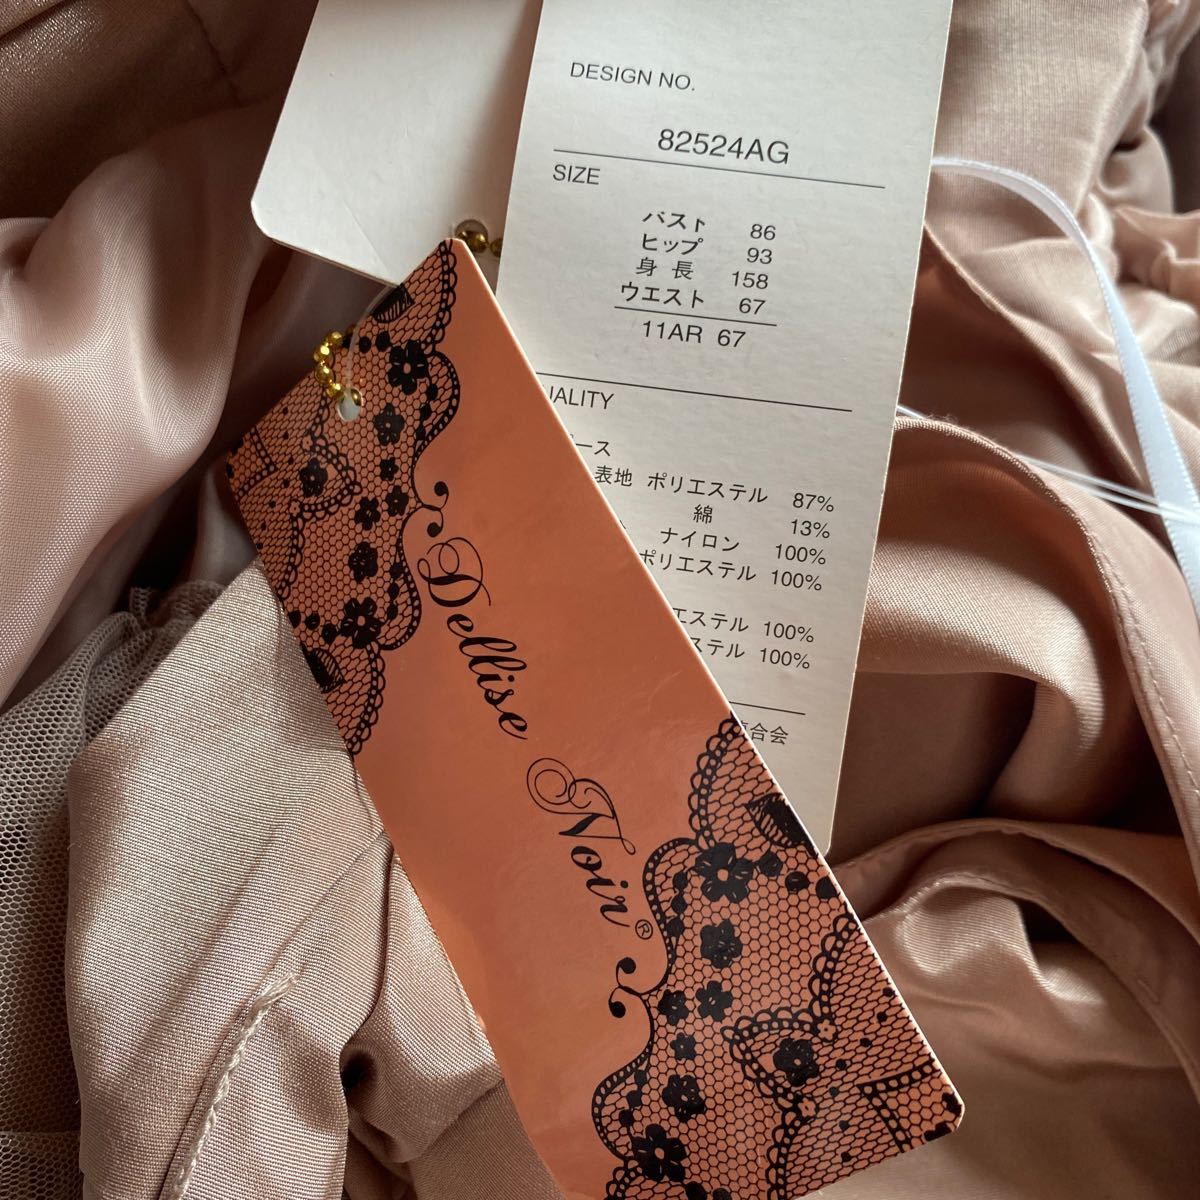 DESIGN NO.
82524AG
SIZE
バスト 86
ヒップ 93
身長 158
ウエスト 67
11AR 67
ALITY
ース
表地 ポリエステル 87%
綿 13%
ナイロン 100%
ポリエステル 100%
エステル 100%
ステル 100%
合会
Dellise Noir®